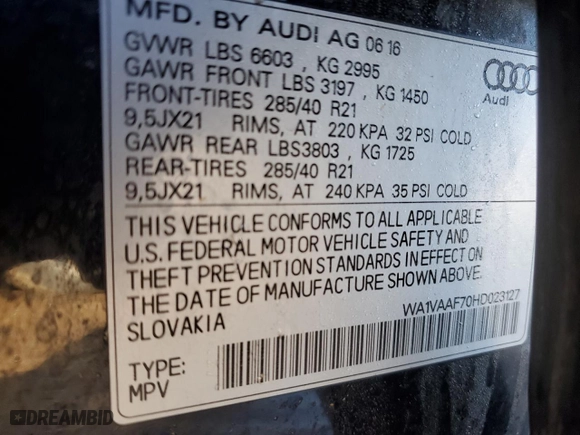 MFD. BY AUDI AG 06 16
GVWR LBS 6603 , KG 2995
GAWR FRONT LBS 3197 , KG 1450
FRONT-TIRES 285/40 R21
9,5JX21 RIMS, AT 220 KPA 32 PSI COLD
GAWR REAR LBS3803 , KG 1725
REAR-TIRES 285/40 R21
9,5JX21 RIMS, AT 240 KPA 35 PSI COLD
Audi
THIS VEHICLE CONFORMS TO ALL APPLICABLE
U.S. FEDERAL MOTOR VEHICLE SAFETY AND
THEFT PREVENTION STANDARDS IN EFFECT ON
THE DATE OF MANUFACTURE SHOWN ABOVE.
SLOVAKIA
WA1VAAF70HD023127
TYPE:
MPV
DREAMBID